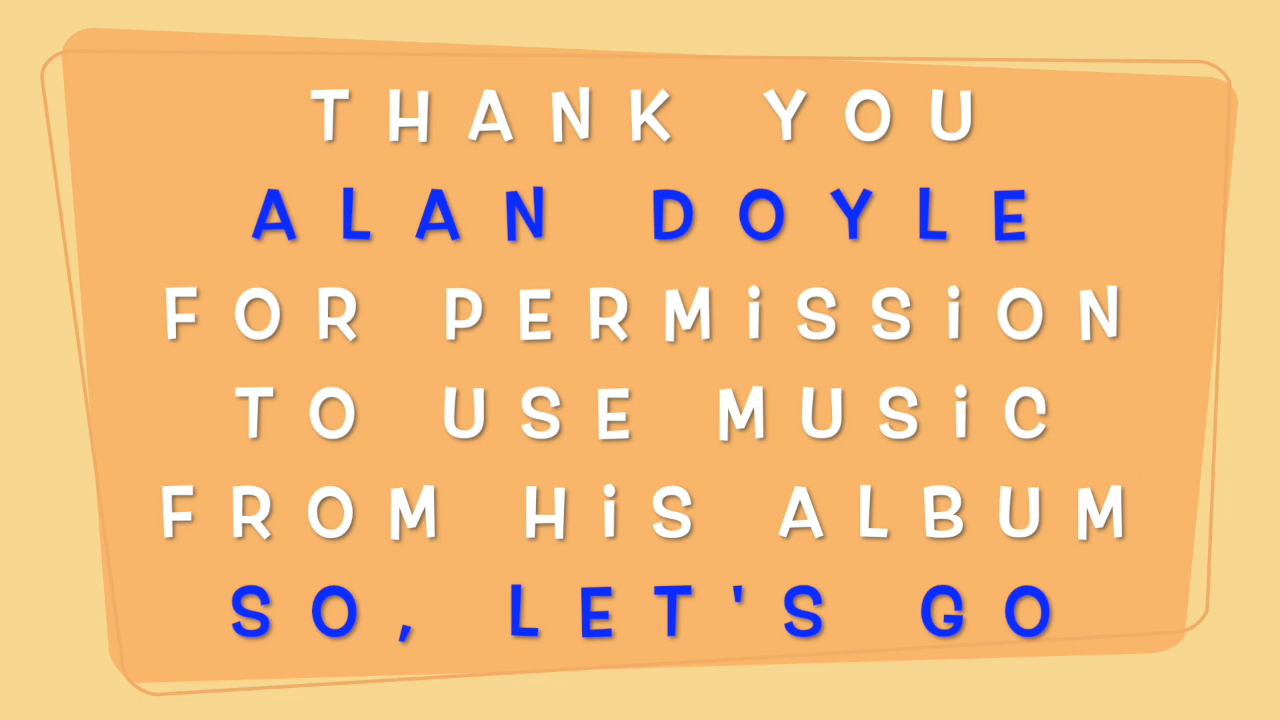 THANK YOU
ALAN DOYLE
FOR PERMiSSiON
TO USE MUSiC
FROM HiS ALBUM
SO, LET'S GO